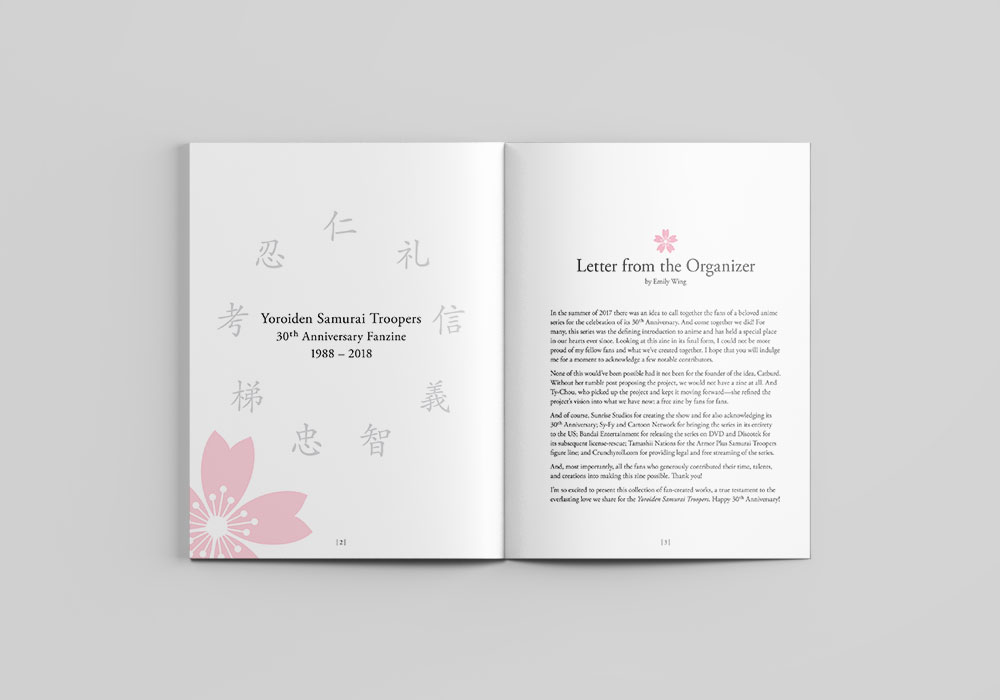 仁
忍
礼
考
信
梯
義
忠
智
Yoroiden Samurai Troopers
30th Anniversary Fanzine
1988 – 2018
[2]
Letter from the Organizer
by Emily Wing
In the summer of 2017 there was an idea to call together the fans of a beloved anime
series for the celebration of its 30th Anniversary. And come together we did! For
many, this series was the defining introduction to anime and has held a special place
in our hearts ever since. Looking at this zine in its final form, I could not be more
proud of my fellow fans and what we've created together. I hope that you will indulge
me for a moment to acknowledge a few notable contributors.
None of this would've been possible had it not been for the founder of the idea, Catburd.
Without her tumblr post proposing the project, we would not have a zine at all. And
Ty-Chou, who picked up the project and kept it moving forward—she refined the
project's vision into what we have now: a free zine by fans for fans.
And of course, Sunrise Studios for creating the show and for also acknowledging its
30th Anniversary; Sy-Fy and Cartoon Network for bringing the series in its entirety
to the US; Bandai Entertainment for releasing the series on DVD and Discotek for
its subsequent license-rescue; Tamashii Nations for the Armor Plus Samurai Troopers
figure line; and Crunchyroll.com for providing legal and free streaming of the series.
And, most importantly, all the fans who generously contributed their time, talents,
and creations into making this zine possible. Thank you!
I'm so excited to present this collection of fan-created works, a true testament to the
everlasting love we share for the Yoroiden Samurai Troopers. Happy 30th Anniversary!
[3]